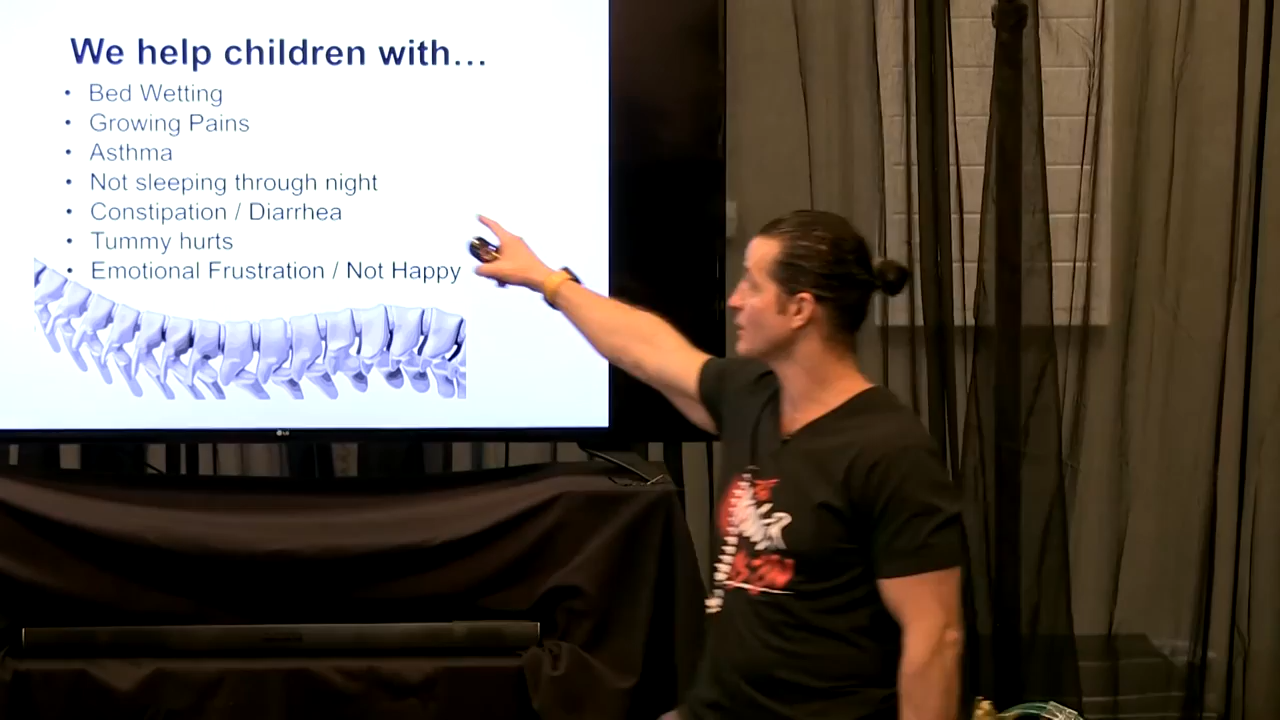 We help children with...
• Bed Wetting
• Growing Pains
• Asthma
• Not sleeping through night
• Constipation / Diarrhea
• Tummy hurts
• Emotional Frustration / Not Happy
LG